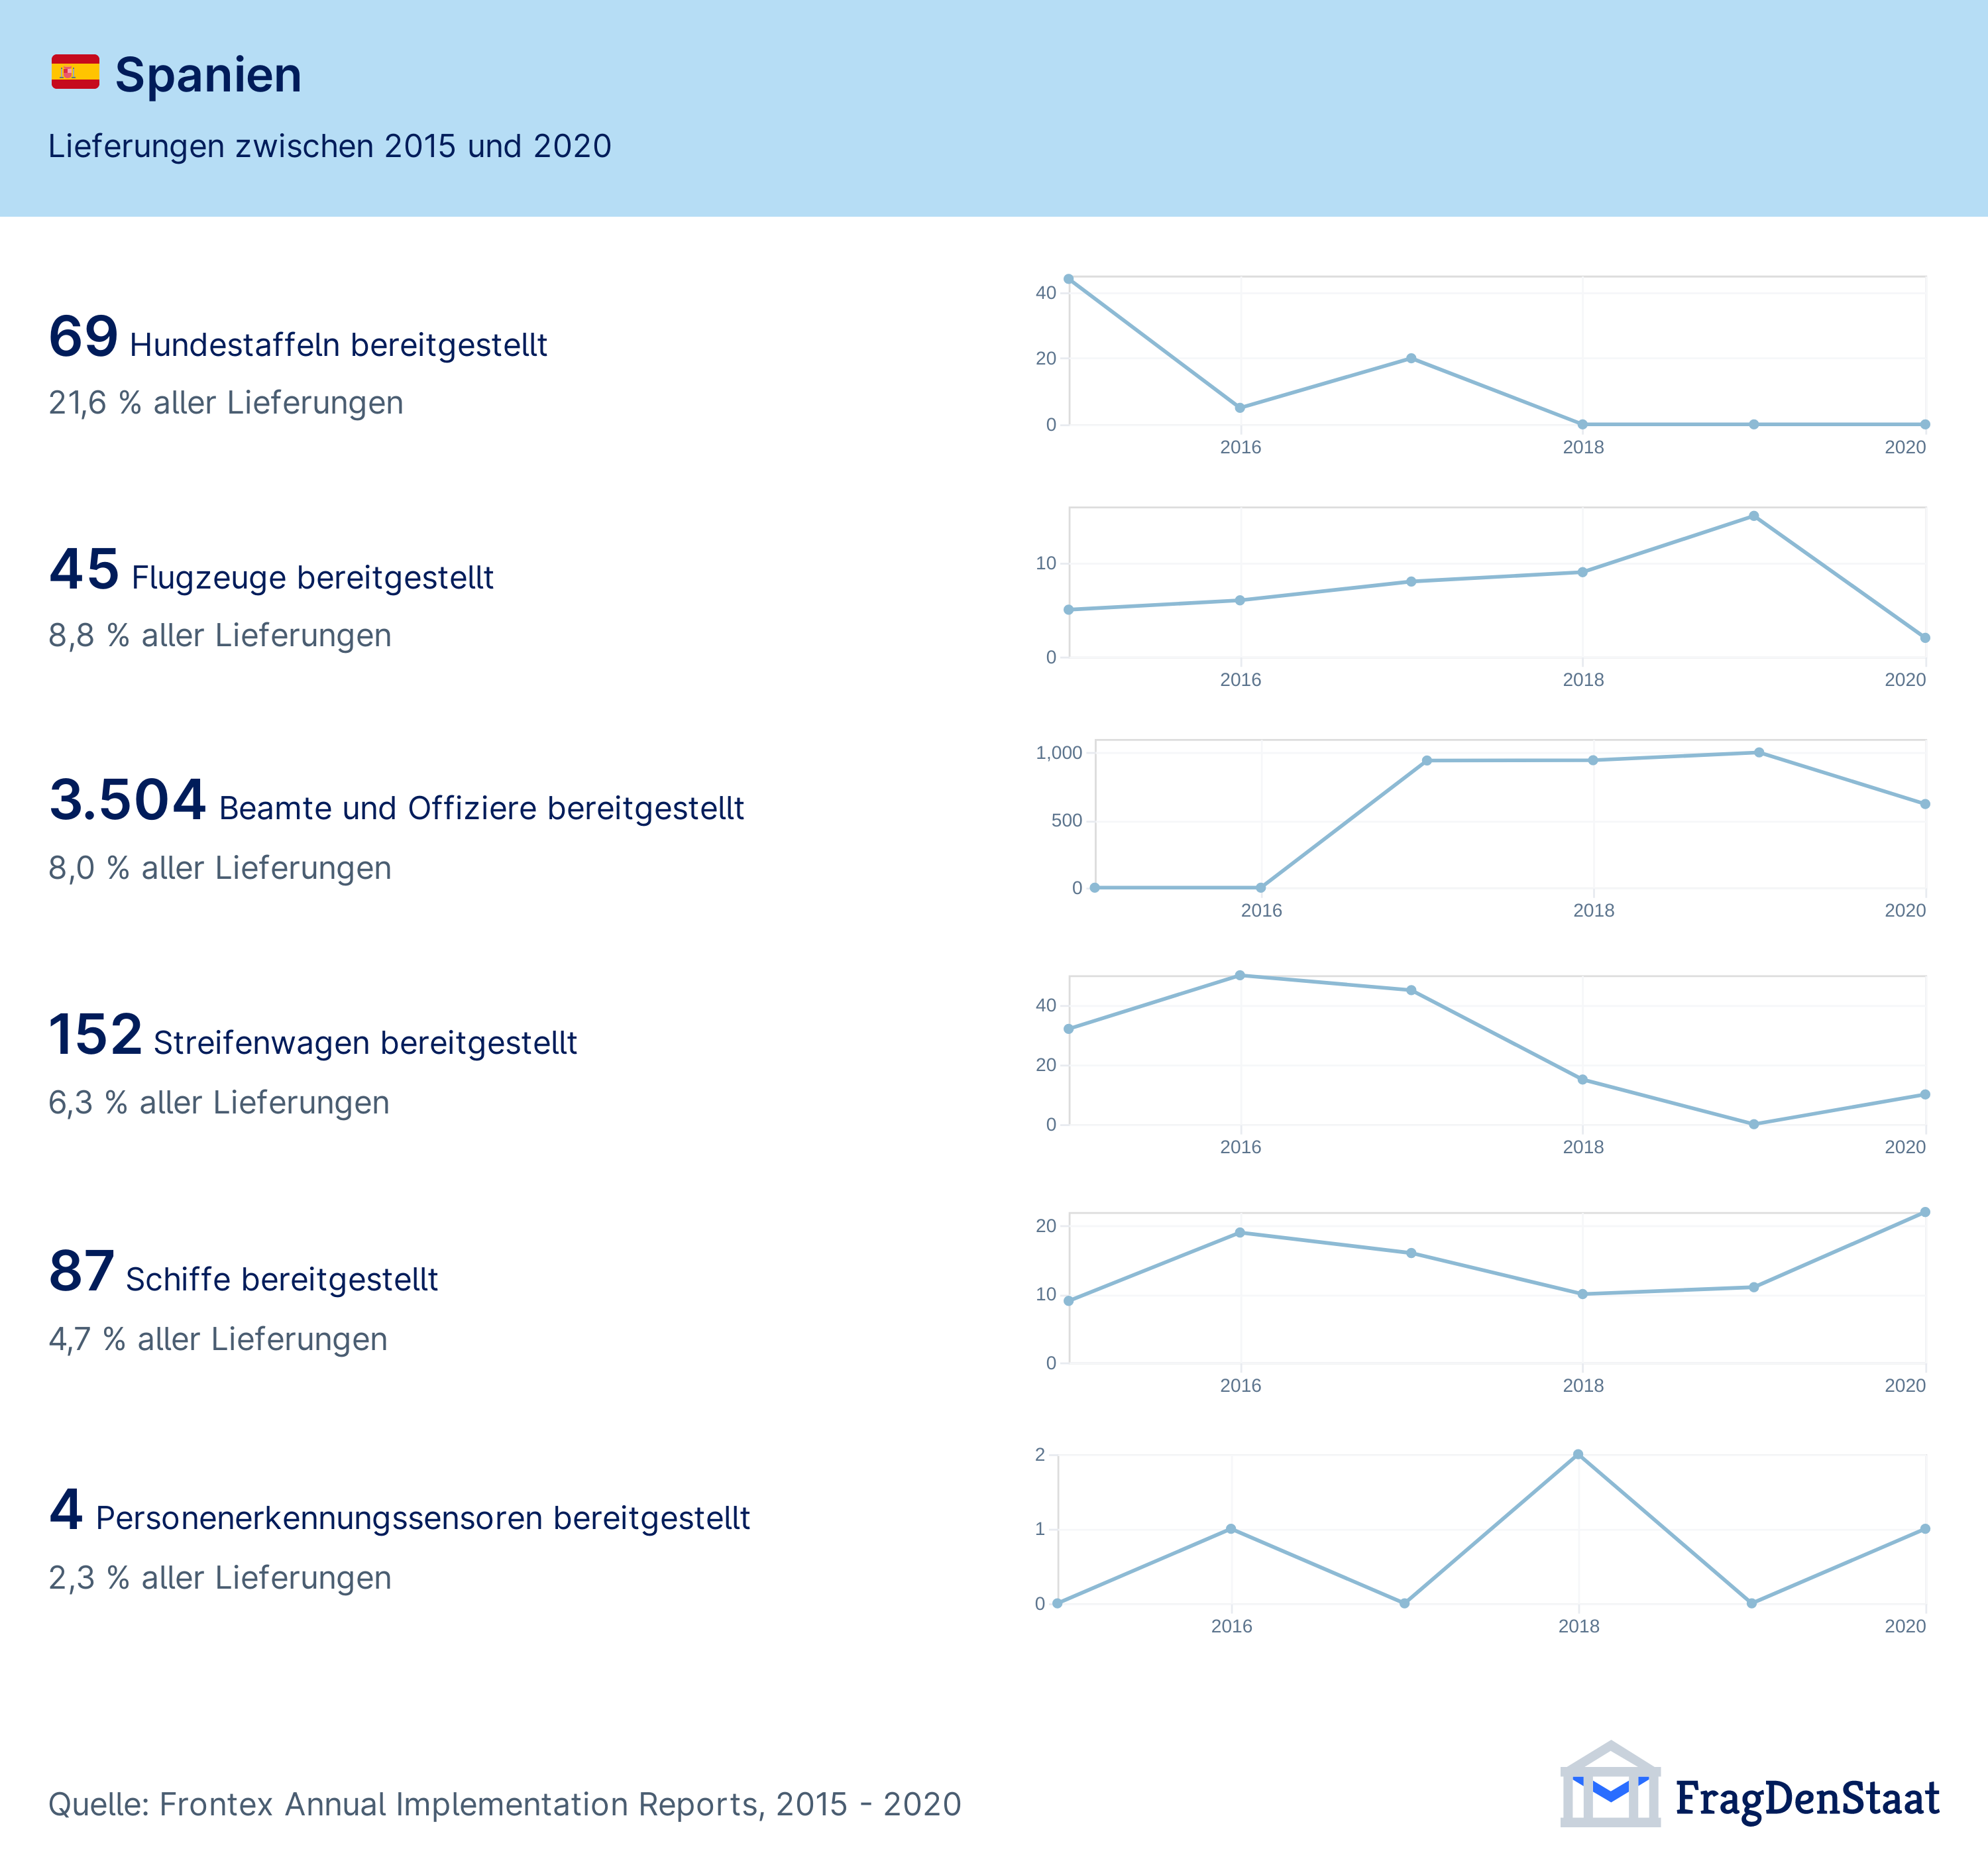 Spanien
Lieferungen zwischen 2015 und 2020
69 Hundestaffeln bereitgestellt
21,6 % aller Lieferungen
40
20
0
2016 2018 2020
45 Flugzeuge bereitgestellt
8,8 % aller Lieferungen
10
0
2016 2018 2020
3.504 Beamte und Offiziere bereitgestellt
8,0 % aller Lieferungen
1,000
500
0
2016 2018 2020
152 Streifenwagen bereitgestellt
6,3 % aller Lieferungen
40
20
0
2016 2018 2020
87 Schiffe bereitgestellt
4,7 % aller Lieferungen
20
10
0
2016 2018 2020
4 Personenerkennungssensoren bereitgestellt
2,3 % aller Lieferungen
2
1
0
2016 2018 2020
Quelle: Frontex Annual Implementation Reports, 2015 - 2020
FragDenStaat